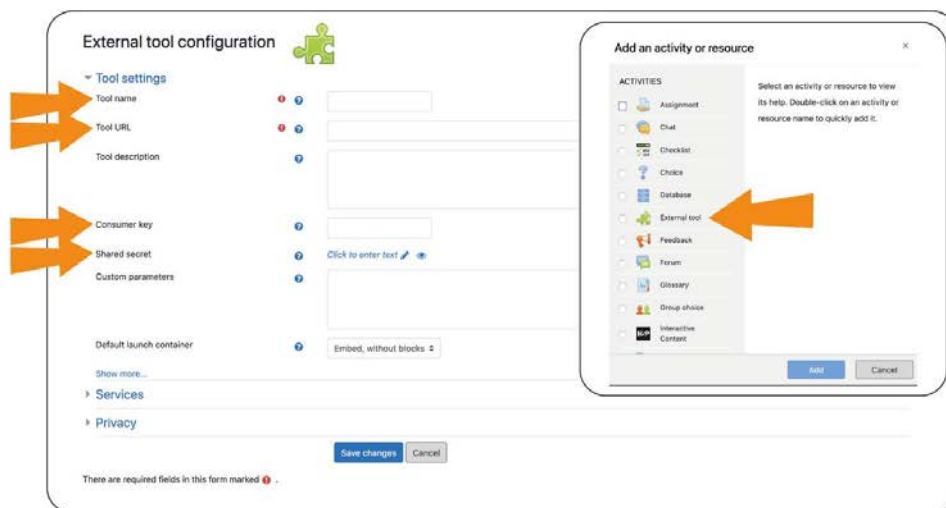 External tool configuration
Tool settings
Tool name
Tool URL
Tool description
Consumer key
Shared secret
Click to enter text
Custom parameters
Default launch container
Embed, without blocks
Show more...
Services
Privacy
Save changes
Cancel
There are required fields in this form marked .
Add an activity or resource
×
ACTIVITIES
Assignment
Chat
Checklist
Choice
Database
External tool
Feedback
Forum
Glossary
Group choice
H-P
Interactive
Content
Select an activity or resource to view
its help. Double-click on an activity or
resource name to quickly add it.
Add
Cancel